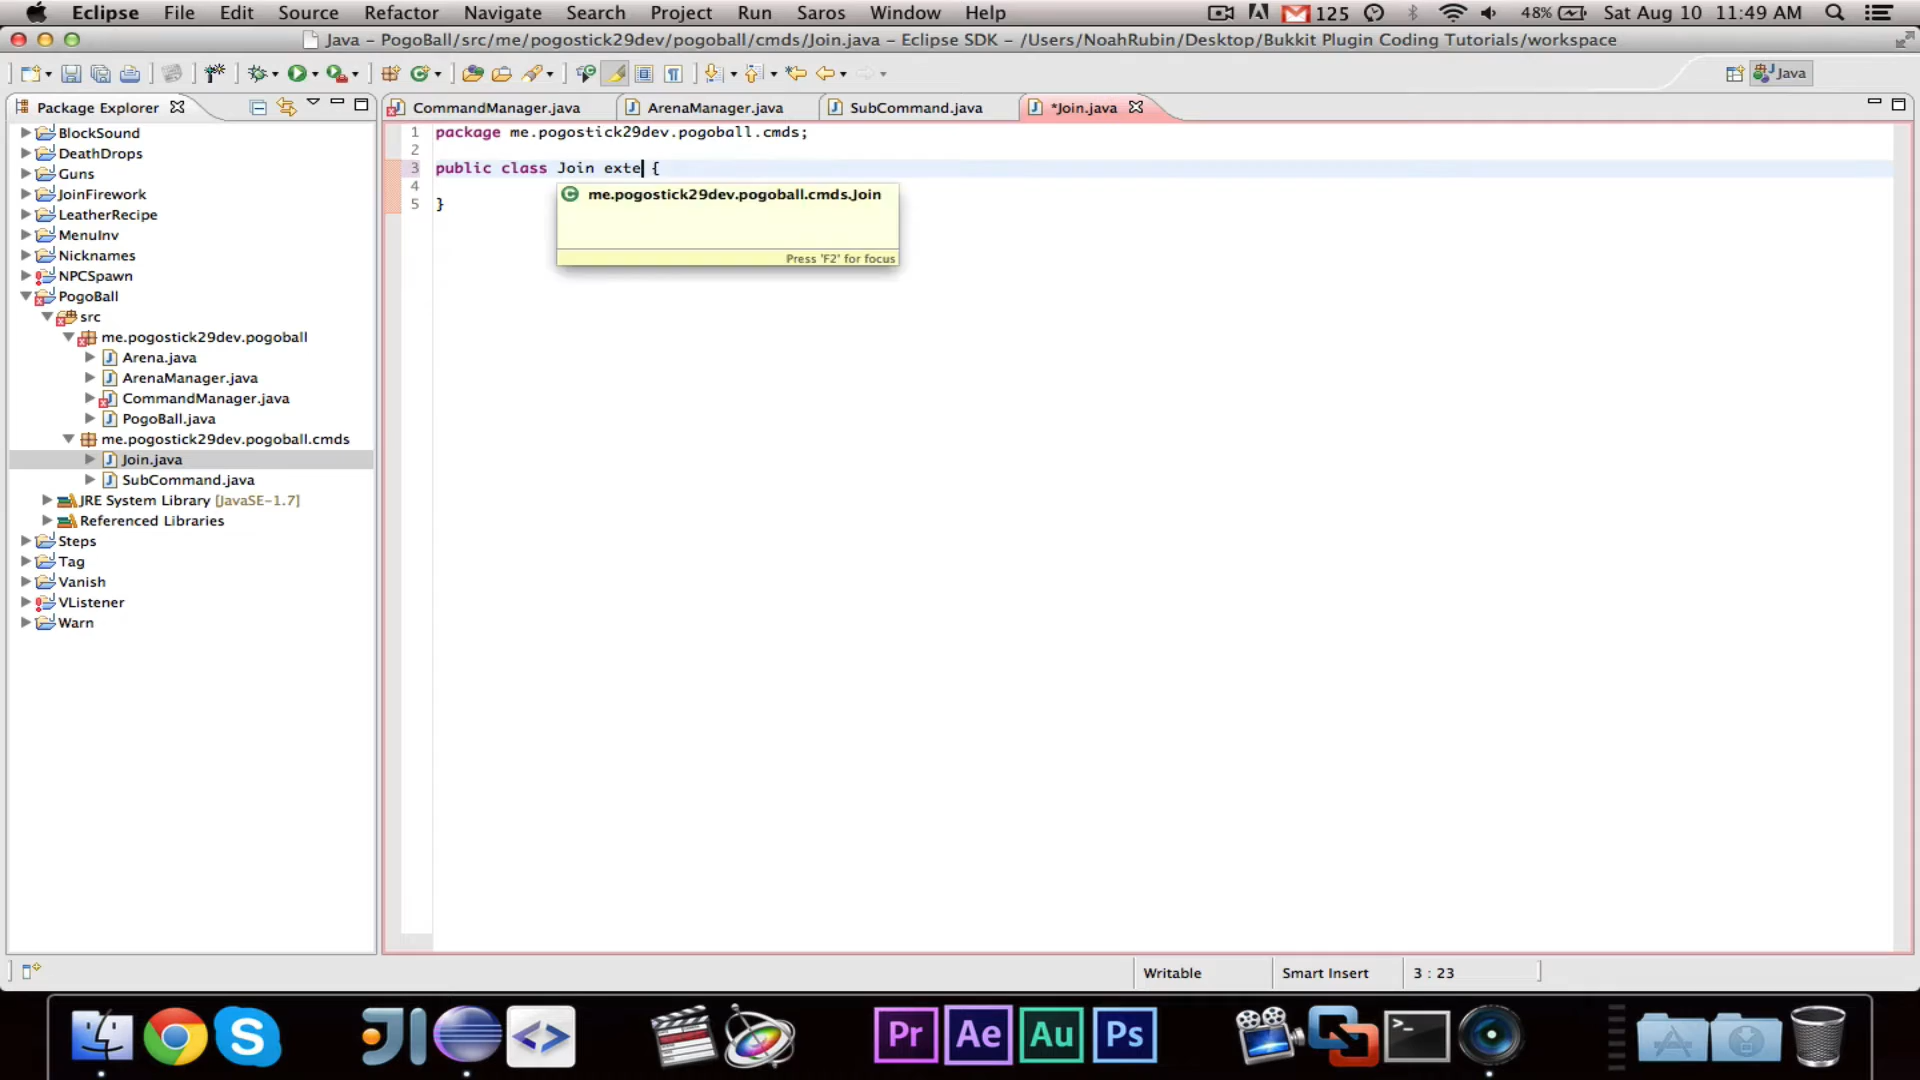 Eclipse File Edit Source Refactor Navigate Search Project Run Saros Window Help 125 48% Sat Aug 10 11:49 AM
Java – PogoBall/src/me/pogostick29dev/pogoball/cmds/Join.java – Eclipse SDK – /Users/NoahRubin/Desktop/Bukkit Plugin Coding Tutorials/workspace
Java
Package Explorer CommandManager.java ArenaManager.java SubCommand.java *Join.java
BlockSound
DeathDrops
Guns
JoinFirework
LeatherRecipe
MenuInv
Nicknames
NPCSpawn
PogoBall
src
me.pogostick29dev.pogoball
Arena.java
ArenaManager.java
CommandManager.java
PogoBall.java
me.pogostick29dev.pogoball.cmds
Join.java
SubCommand.java
JRE System Library [JavaSE-1.7]
Referenced Libraries
Steps
Tag
Vanish
VListener
Warn
1 package me.pogostick29dev.pogoball.cmds;
2
3 public class Join exte {
4
5 }
me.pogostick29dev.pogoball.cmds.Join
Press 'F2' for focus
Writable Smart Insert 3 : 23
Pr Ae Au Ps